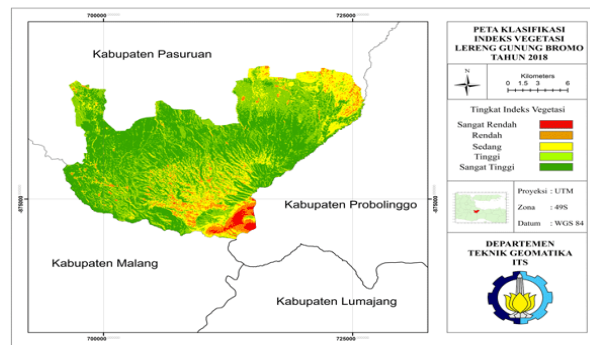 700000
725000
Kabupaten Pasuruan
Kabupaten Probolinggo
Kabupaten Malang
Kabupaten Lumajang
700000
725000
PETA KLASIFIKASI
INDEKS VEGETASI
LERENG GUNUNG BROMO
TAHUN 2018
N
Kilometers
0 1.5 3 6
Tingkat Indeks Vegetasi
Sangat Rendah
Rendah
Sedang
Tinggi
Sangat Tinggi
Proyeksi : UTM
Zona : 49S
Datum : WGS 84
DEPARTEMEN
TEKNIK GEOMATIKA
ITS